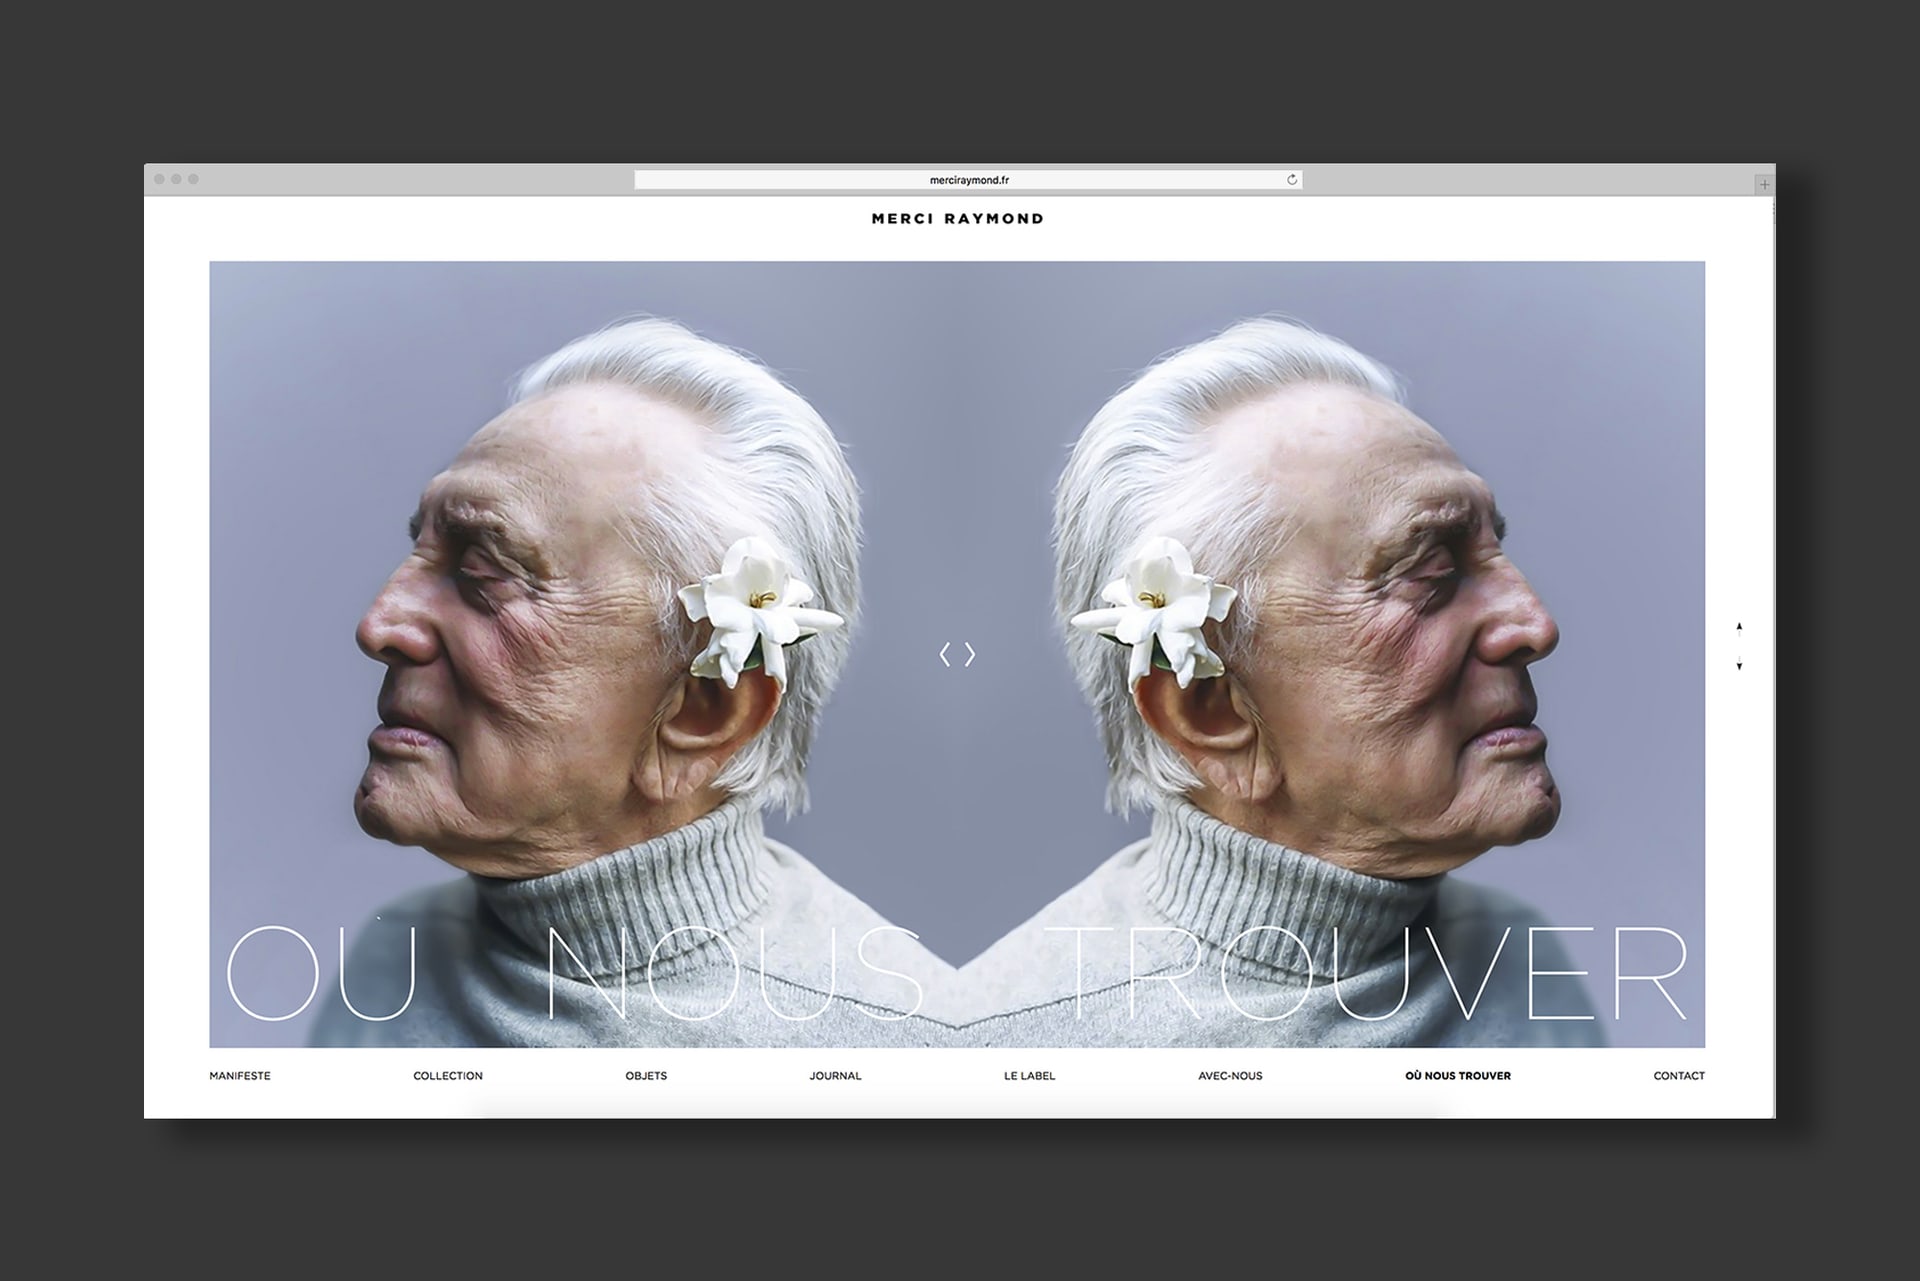 merciraymond.fr
MERCI RAYMOND
OÙ NOUS TROUVER
MANIFESTE COLLECTION OBJETS JOURNAL LE LABEL AVEC-NOUS OÙ NOUS TROUVER CONTACT